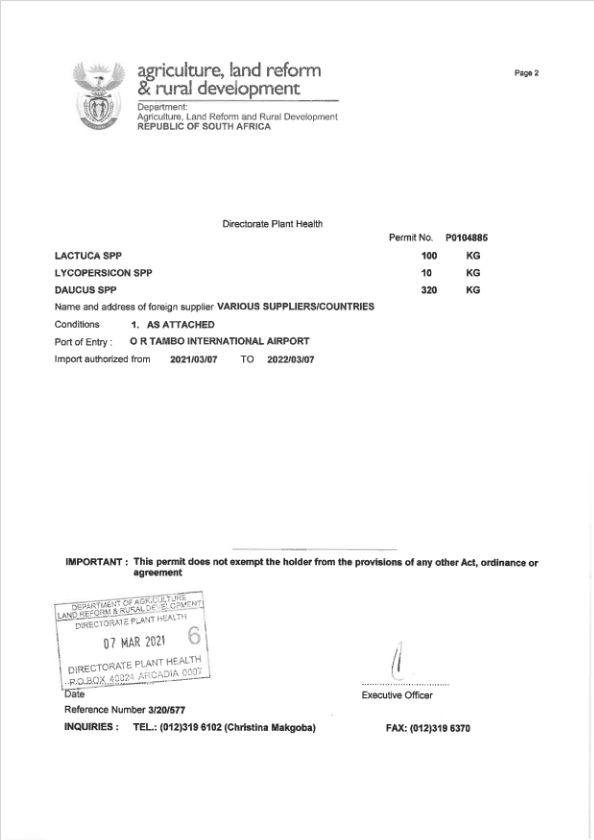 agriculture, land reform
& rural development
Page 2
Department:
Agriculture, Land Reform and Rural Development
REPUBLIC OF SOUTH AFRICA
Directorate Plant Health
Permit No. P0104885
LACTUCA SPP 100 KG
LYCOPERSICON SPP 10 KG
DAUCUS SPP 320 KG
Name and address of foreign supplier VARIOUS SUPPLIERS/COUNTRIES
Conditions 1. AS ATTACHED
Port of Entry : O R TAMBO INTERNATIONAL AIRPORT
Import authorized from 2021/03/07 TO 2022/03/07
IMPORTANT : This permit does not exempt the holder from the provisions of any other Act, ordinance or
agreement
DEPARTMENT OF AGRICULTURE
LAND REFORM & RURAL DEVELOPMENT
DIRECTORATE PLANT HEALTH
07 MAR 2021 6
DIRECTORATE PLANT HEALTH
P.O.BOX 40024 ARCADIA 0007
Date
Executive Officer
Reference Number 3/20/577
INQUIRIES : TEL.: (012)319 6102 (Christina Makgoba) FAX: (012)319 6370